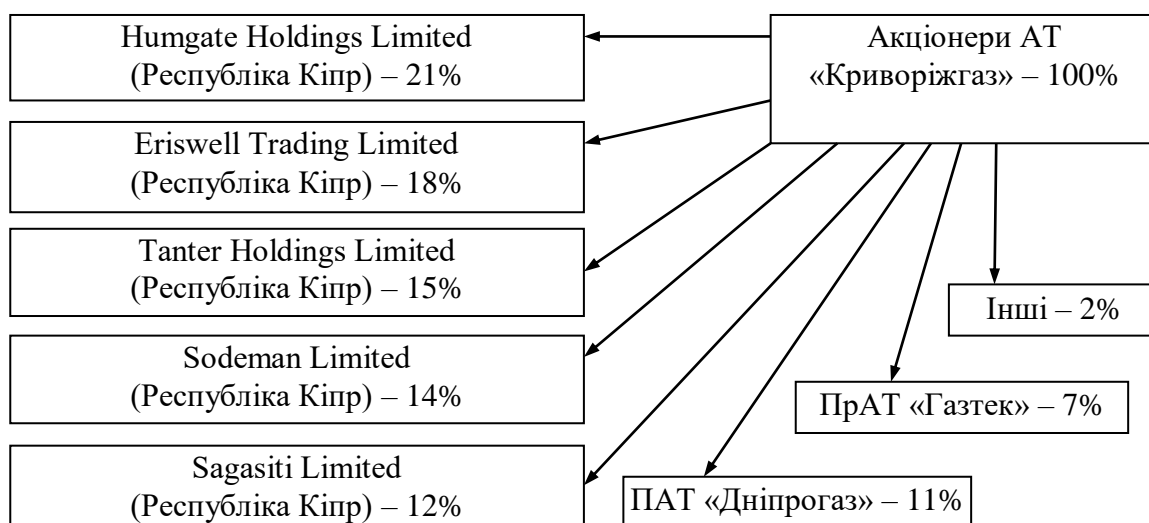 Humgate Holdings Limited
(Республіка Кіпр) – 21%
Акціонери АТ
«Криворіжгаз» – 100%
Eriswell Trading Limited
(Республіка Кіпр) – 18%
Tanter Holdings Limited
(Республіка Кіпр) – 15%
Інші – 2%
Sodeman Limited
(Республіка Кіпр) – 14%
ПрАТ «Газтек» – 7%
Sagasiti Limited
(Республіка Кіпр) – 12%
ПАТ «Дніпрогаз» – 11%